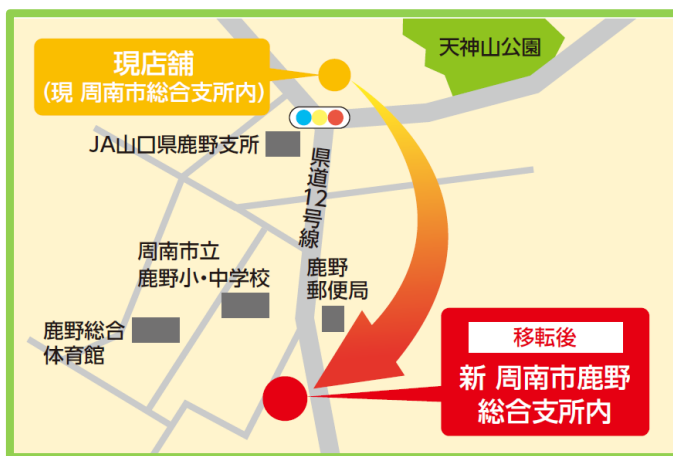 現店舗
(現 周南市総合支所内)
天神山公園
JA山口県鹿野支所
県道12号線
周南市立
鹿野小・中学校
鹿野
郵便局
鹿野総合
体育館
移転後
新 周南市鹿野
総合支所内